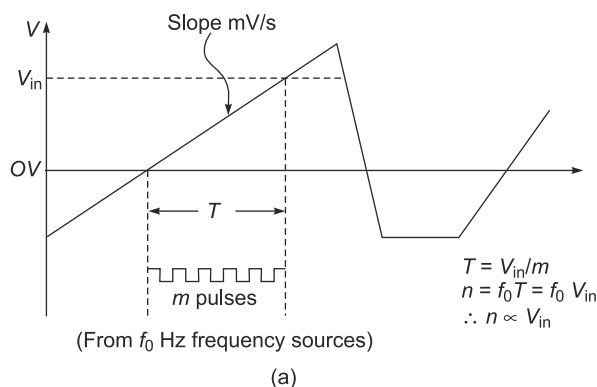 V
Slope mV/s
V_in
OV
T
m pulses
(From f_0 Hz frequency sources)
T = V_in/m
n = f_0T = f_0 V_in
∴ n ∝ V_in
(a)